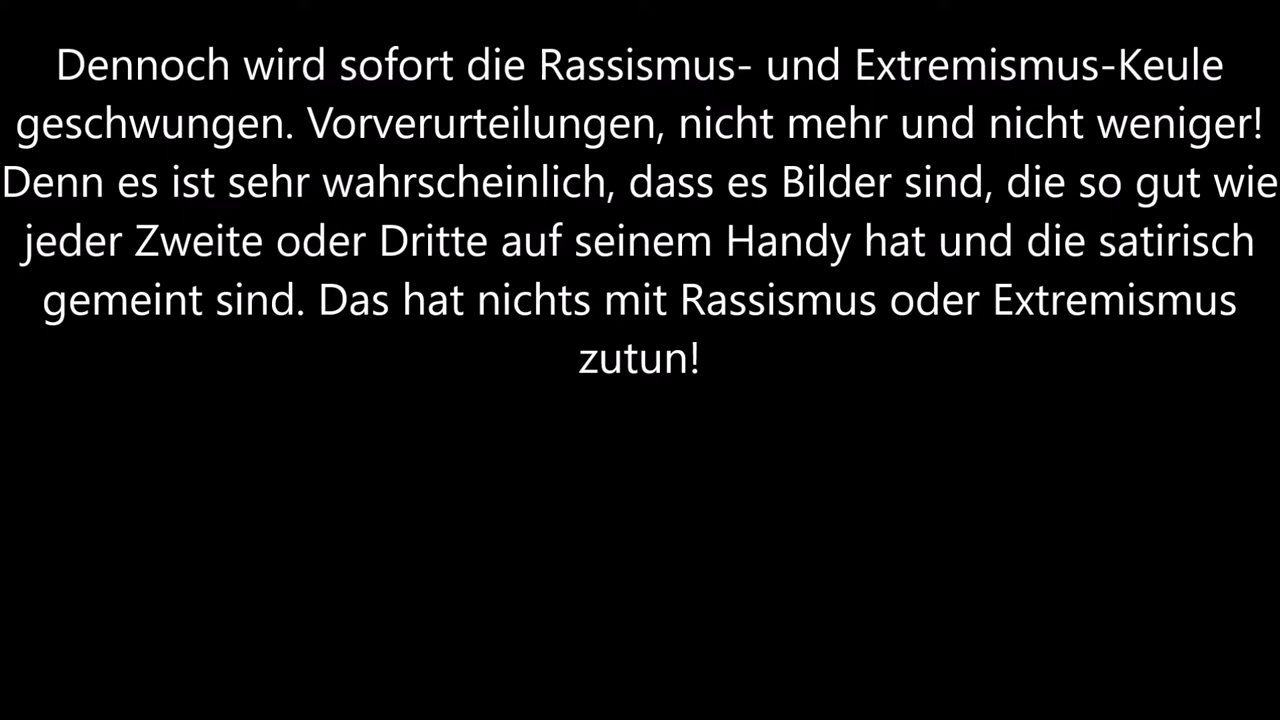 Dennoch wird sofort die Rassismus- und Extremismus-Keule
geschwungen. Vorverurteilungen, nicht mehr und nicht weniger!
Denn es ist sehr wahrscheinlich, dass es Bilder sind, die so gut wie
jeder Zweite oder Dritte auf seinem Handy hat und die satirisch
gemeint sind. Das hat nichts mit Rassismus oder Extremismus
zutun!